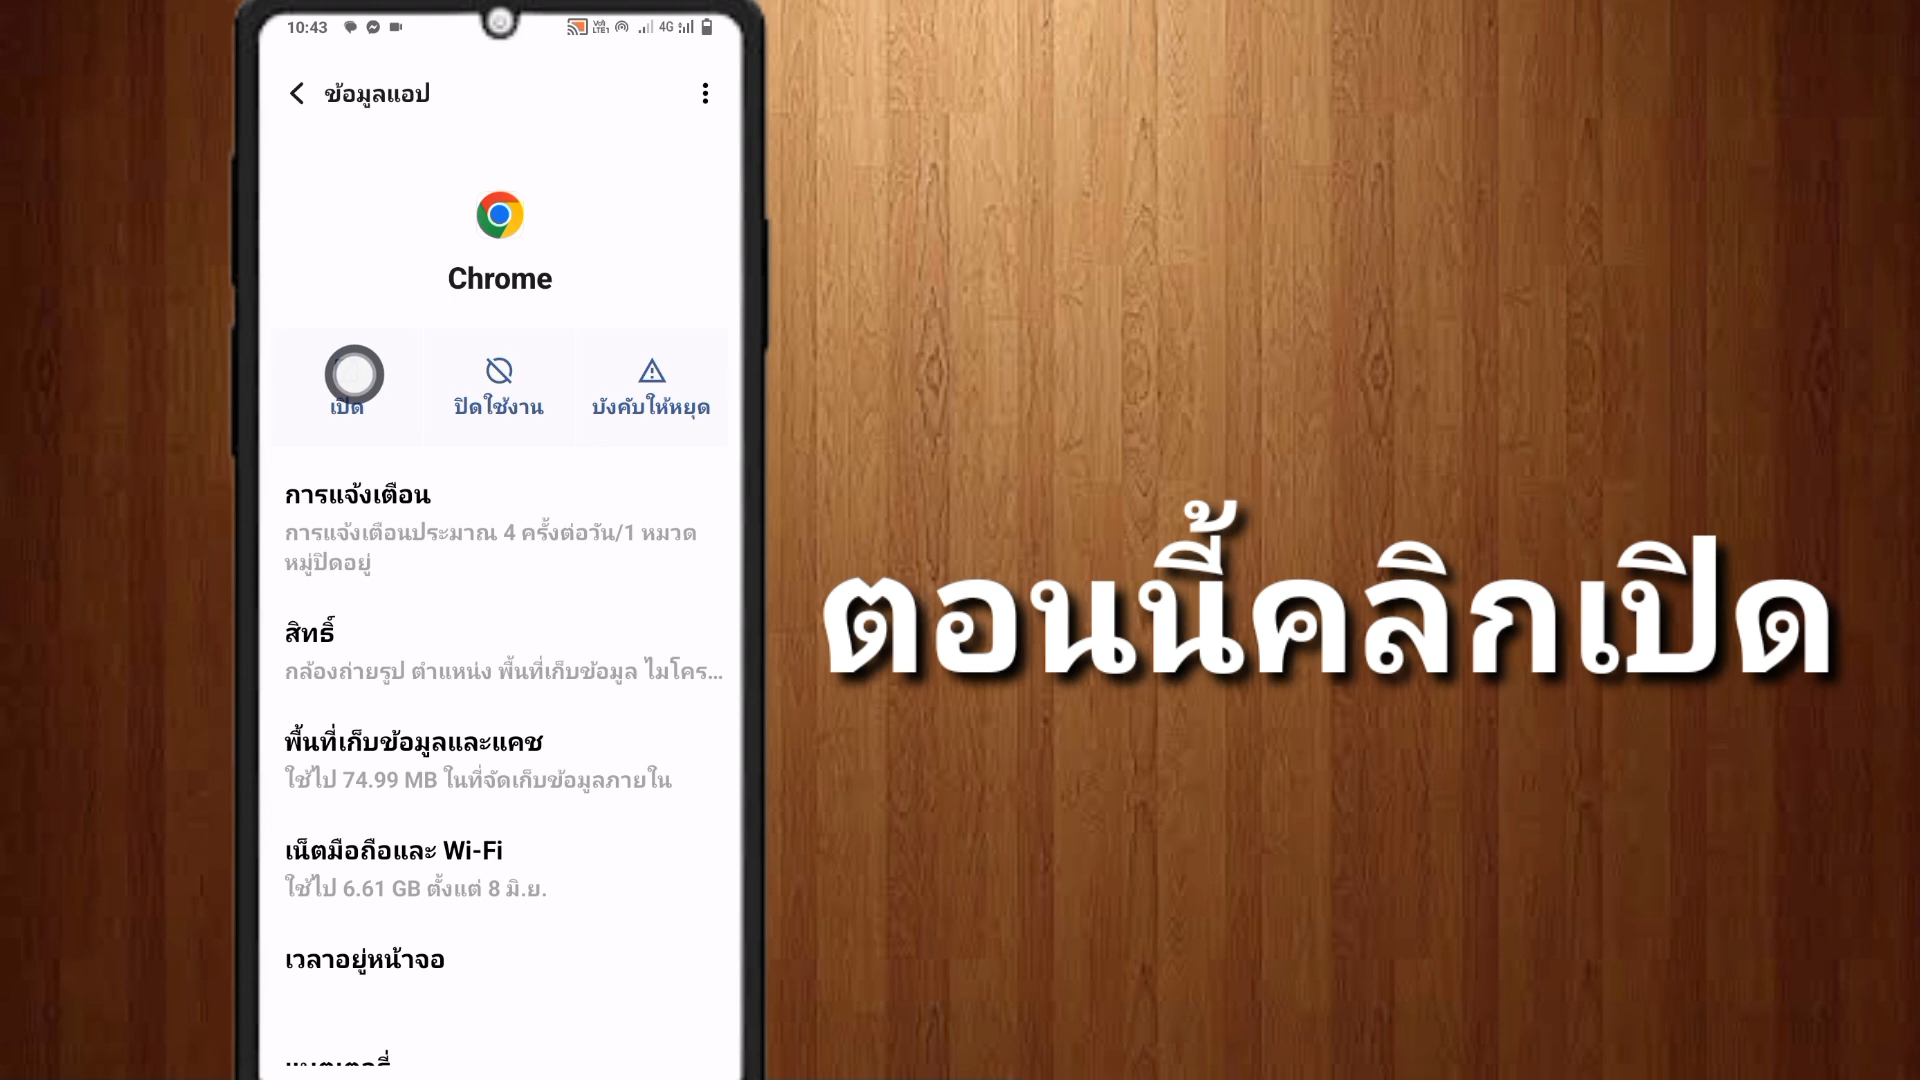 10:43
4G
ข้อมูลแอป
Chrome
เปิด
ปิดใช้งาน
บังคับให้หยุด
การแจ้งเตือน
การแจ้งเตือนประมาณ 4 ครั้งต่อวัน/1 หมวด
หมู่ปิดอยู่
สิทธิ์
กล้องถ่ายรูป ตำแหน่ง พื้นที่เก็บข้อมูล ไมโคร...
พื้นที่เก็บข้อมูลและแคช
ใช้ไป 74.99 MB ในที่จัดเก็บข้อมูลภายใน
เน็ตมือถือและ Wi-Fi
ใช้ไป 6.61 GB ตั้งแต่ 8 มิ.ย.
เวลาอยู่หน้าจอ
ตอนนี้คลิกเปิด